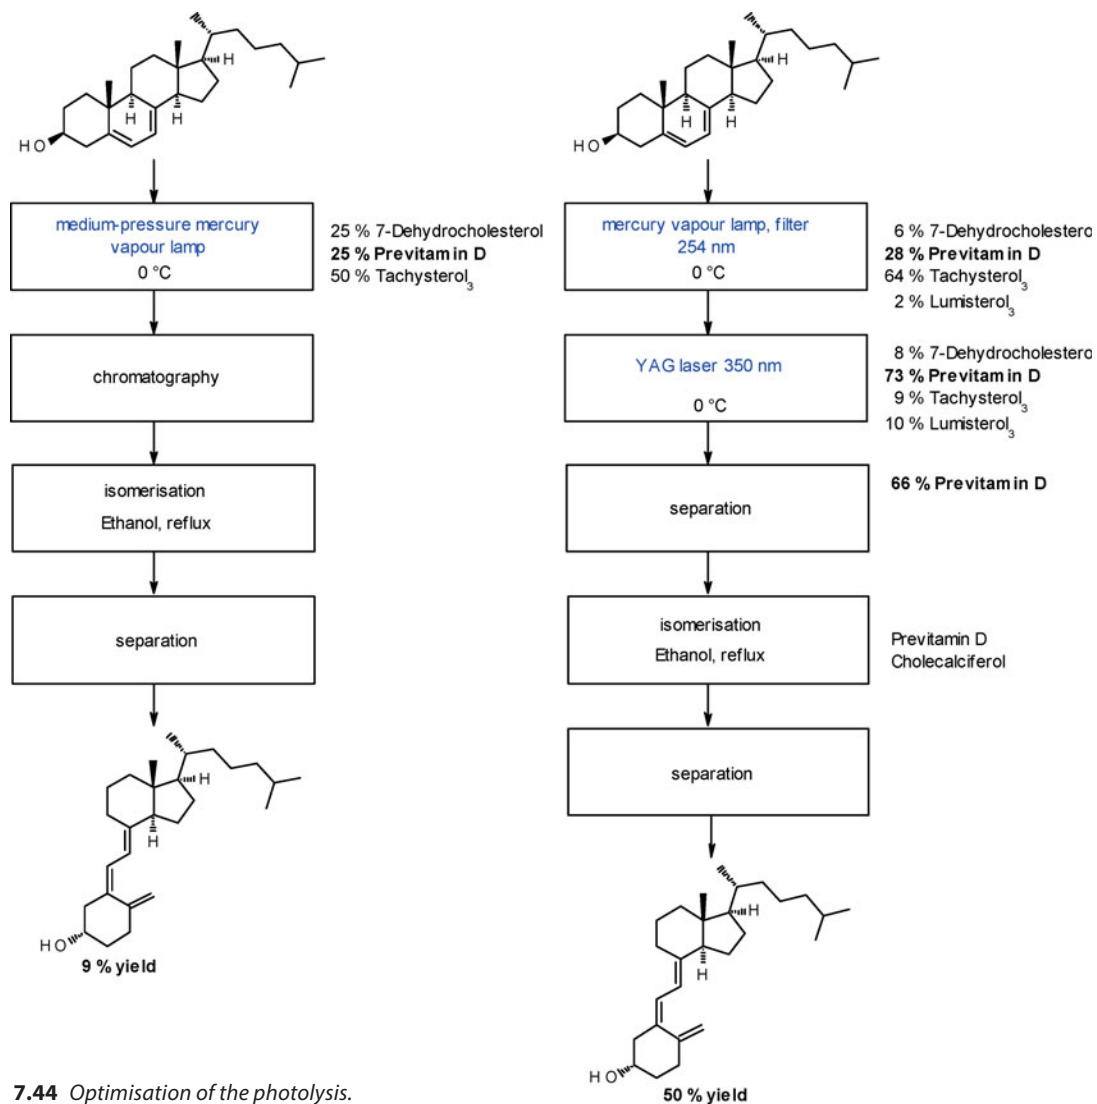 H
H
H
HO
medium-pressure mercury
vapour lamp
0 °C
25 % 7-Dehydrocholesterol
25 % Previtamin D
50 % Tachysterol3
chromatography
isomerisation
Ethanol, reflux
separation
H
H
HO
9 % yield
H
H
H
HO
mercury vapour lamp, filter
254 nm
0 °C
6 % 7-Dehydrocholestero
28 % Previtamin D
64 % Tachysterol3
2 % Lumisterol3
YAG laser 350 nm
0 °C
8 % 7-Dehydrocholestero
73 % Previtamin D
9 % Tachysterol3
10 % Lumisterol3
separation
66 % Previtamin D
isomerisation
Ethanol, reflux
Previtamin D
Cholecalciferol
separation
H
H
HO
50 % yield
7.44 Optimisation of the photolysis.